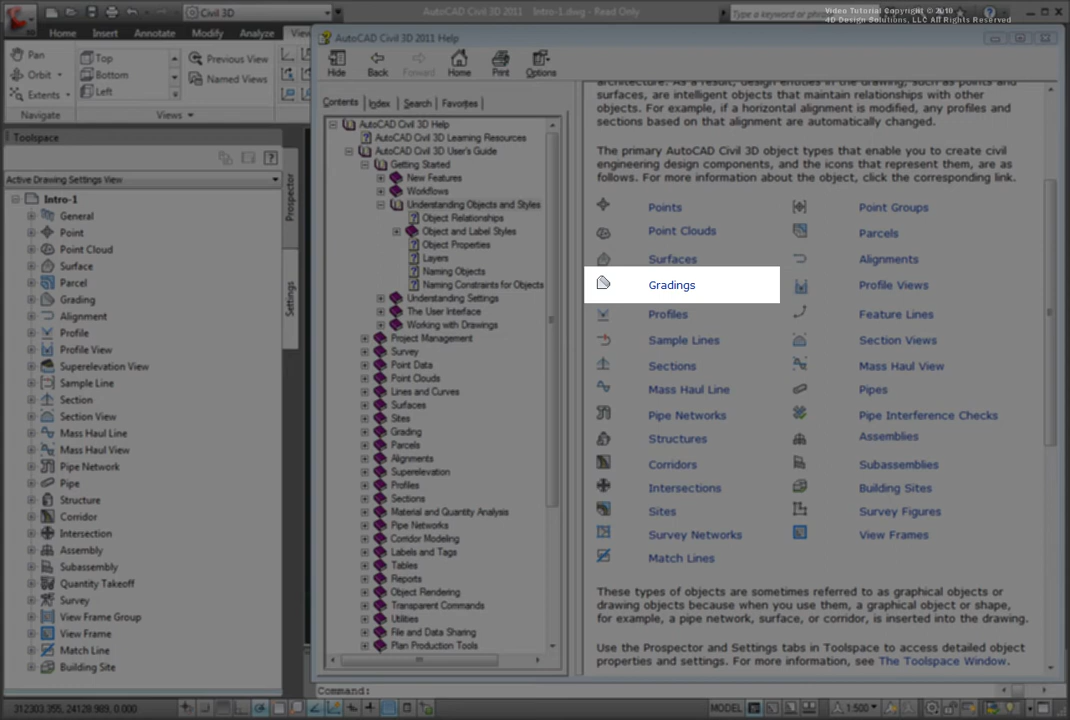 Civil 3D
AutoCAD Civil 3D 2011 Intro-1.dwg - Read Only
Type a keyword or phrase
Video Tutorial Copyright © 2010
4D Design Solutions, LLC All Rights Reserved
Home Insert Annotate Modify Analyze View
AutoCAD Civil 3D 2011 Help
Pan
Orbit
Extents
Navigate
Top
Bottom
Left
Previous View
Named Views
Views
Hide Back Forward Home Print Options
Contents Index Search Favorites
Toolspace
Active Drawing Settings View
Prospector
Settings
Intro-1
General
Point
Point Cloud
Surface
Parcel
Grading
Alignment
Profile
Profile View
Superelevation View
Sample Line
Section
Section View
Mass Haul Line
Mass Haul View
Pipe Network
Pipe
Structure
Corridor
Intersection
Assembly
Subassembly
Quantity Takeoff
Survey
View Frame Group
View Frame
Match Line
Building Site
AutoCAD Civil 3D Help
AutoCAD Civil 3D Learning Resources
AutoCAD Civil 3D User's Guide
Getting Started
New Features
Workflows
Understanding Objects and Styles
Object Relationships
Object and Label Styles
Object Properties
Layers
Naming Objects
Naming Constraints for Objects
Understanding Settings
The User Interface
Working with Drawings
Project Management
Survey
Point Data
Point Clouds
Lines and Curves
Surfaces
Sites
Grading
Parcels
Alignments
Superelevation
Profiles
Sections
Material and Quantity Analysis
Pipe Networks
Corridor Modeling
Labels and Tags
Tables
Reports
Object Rendering
Transparent Commands
Utilities
File and Data Sharing
Plan Production Tools
architecture. As a result, design entities in the drawing, such as points and
surfaces, are intelligent objects that maintain relationships with other
objects. For example, if a horizontal alignment is modified, any profiles and
sections based on that alignment are automatically changed.
The primary AutoCAD Civil 3D object types that enable you to create civil
engineering design components, and the icons that represent them, are as
follows. For more information about the object, click the corresponding link.
Points Point Groups
Point Clouds Parcels
Surfaces Alignments
Gradings Profile Views
Profiles Feature Lines
Sample Lines Section Views
Sections Mass Haul View
Mass Haul Line Pipes
Pipe Networks Pipe Interference Checks
Structures Assemblies
Corridors Subassemblies
Intersections Building Sites
Sites Survey Figures
Survey Networks View Frames
Match Lines
These types of objects are sometimes referred to as graphical objects or
drawing objects because when you use them, a graphical object or shape,
for example, a pipe network, surface, or corridor, is inserted into the drawing.
Use the Prospector and Settings tabs in Toolspace to access detailed object
properties and settings. For more information, see The Toolspace Window.
Command:
312303.355, 24128.989, 0.000
MODEL
1:500